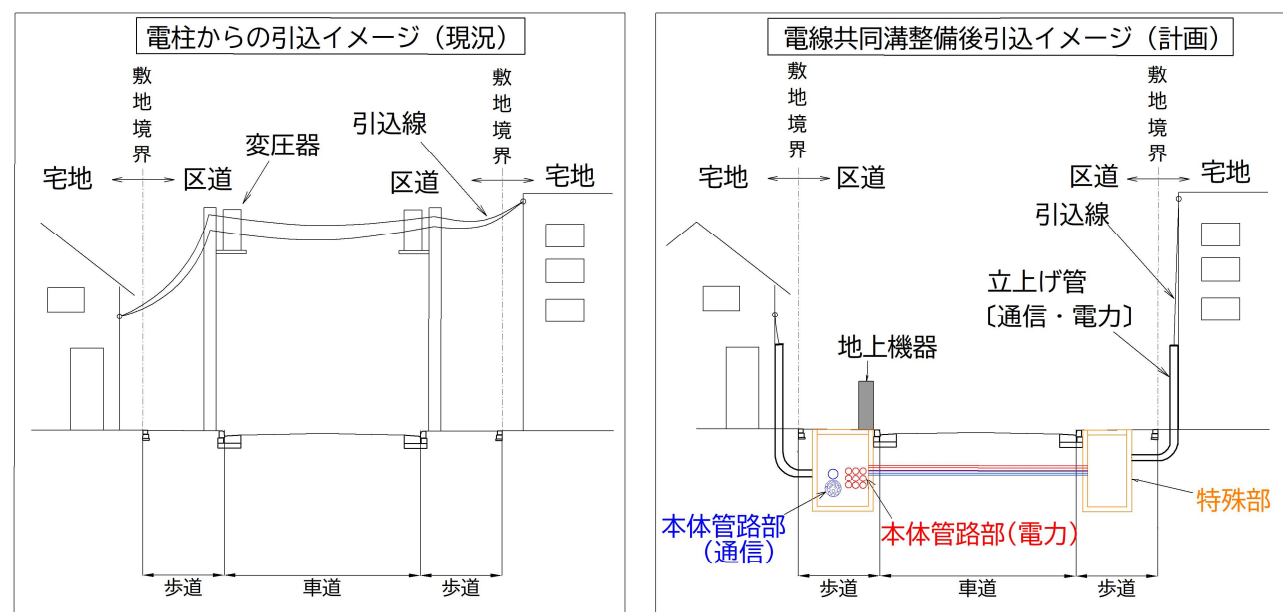 電柱からの引込イメージ（現況）
敷地境界
敷地境界
引込線
変圧器
宅地
区道
区道
宅地
歩道
車道
歩道
電線共同溝整備後引込イメージ（計画）
敷地境界
敷地境界
宅地
区道
区道
宅地
引込線
立上げ管
〔通信・電力〕
地上機器
特殊部
本体管路部
（通信）
本体管路部(電力)
歩道
車道
歩道